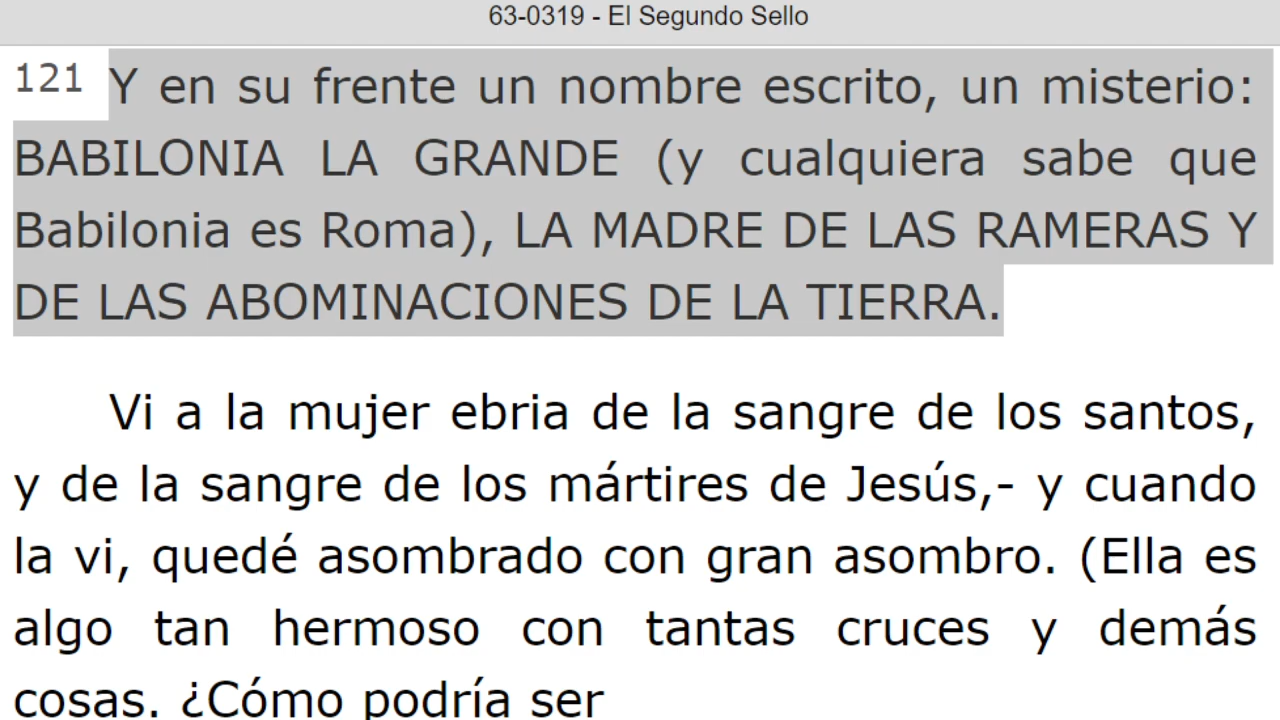 63-0319 - El Segundo Sello
121 Y en su frente un nombre escrito, un misterio:
BABILONIA LA GRANDE (y cualquiera sabe que
Babilonia es Roma), LA MADRE DE LAS RAMERAS Y
DE LAS ABOMINACIONES DE LA TIERRA.
Vi a la mujer ebria de la sangre de los santos,
y de la sangre de los mártires de Jesús,- y cuando
la vi, quedé asombrado con gran asombro. (Ella es
algo tan hermoso con tantas cruces y demás
cosas. ¿Cómo podría ser